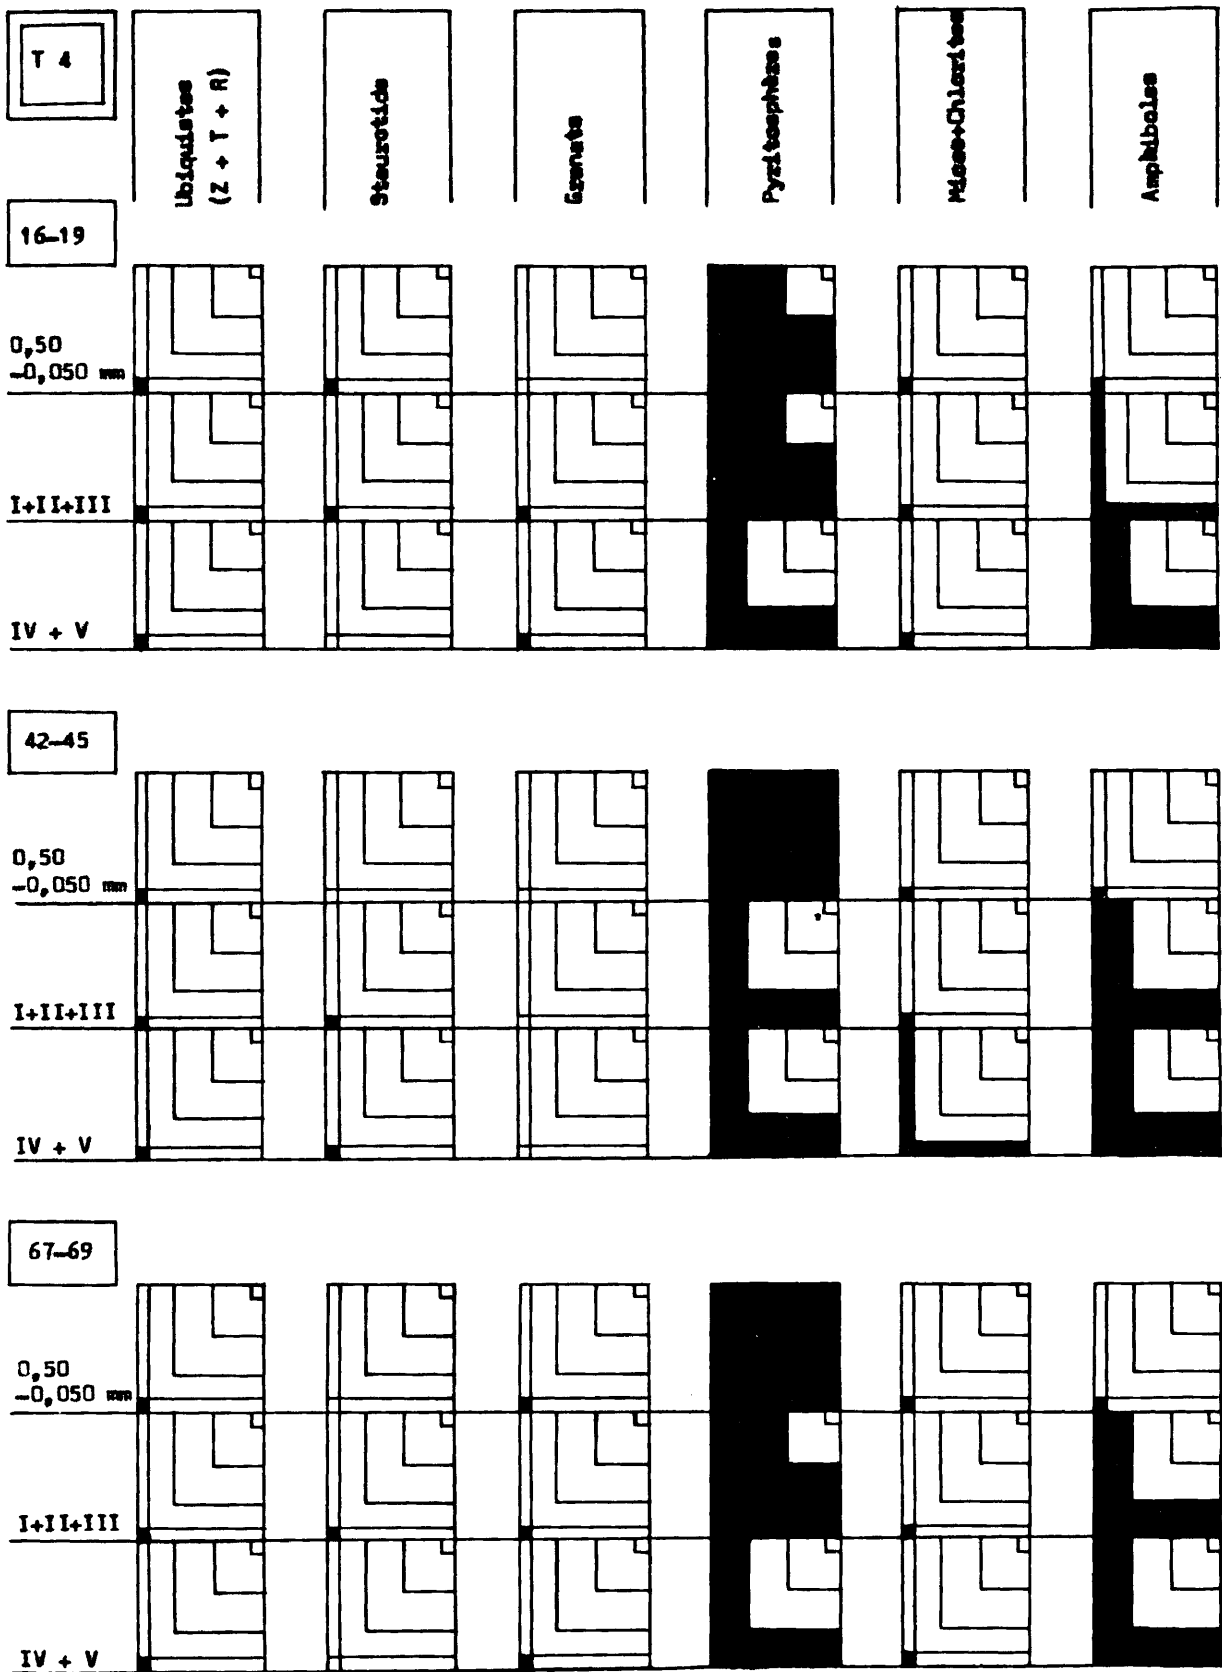 T 4
Ubiquistes
(Z + T + R)
Staurotide
Grenats
Pyritosphères
Micas+Chlorites
Amphiboles
16-19
0,50
-0,050 mm
I+II+III
IV + V
42-45
0,50
-0,050 mm
I+II+III
IV + V
67-69
0,50
-0,050 mm
I+II+III
IV + V